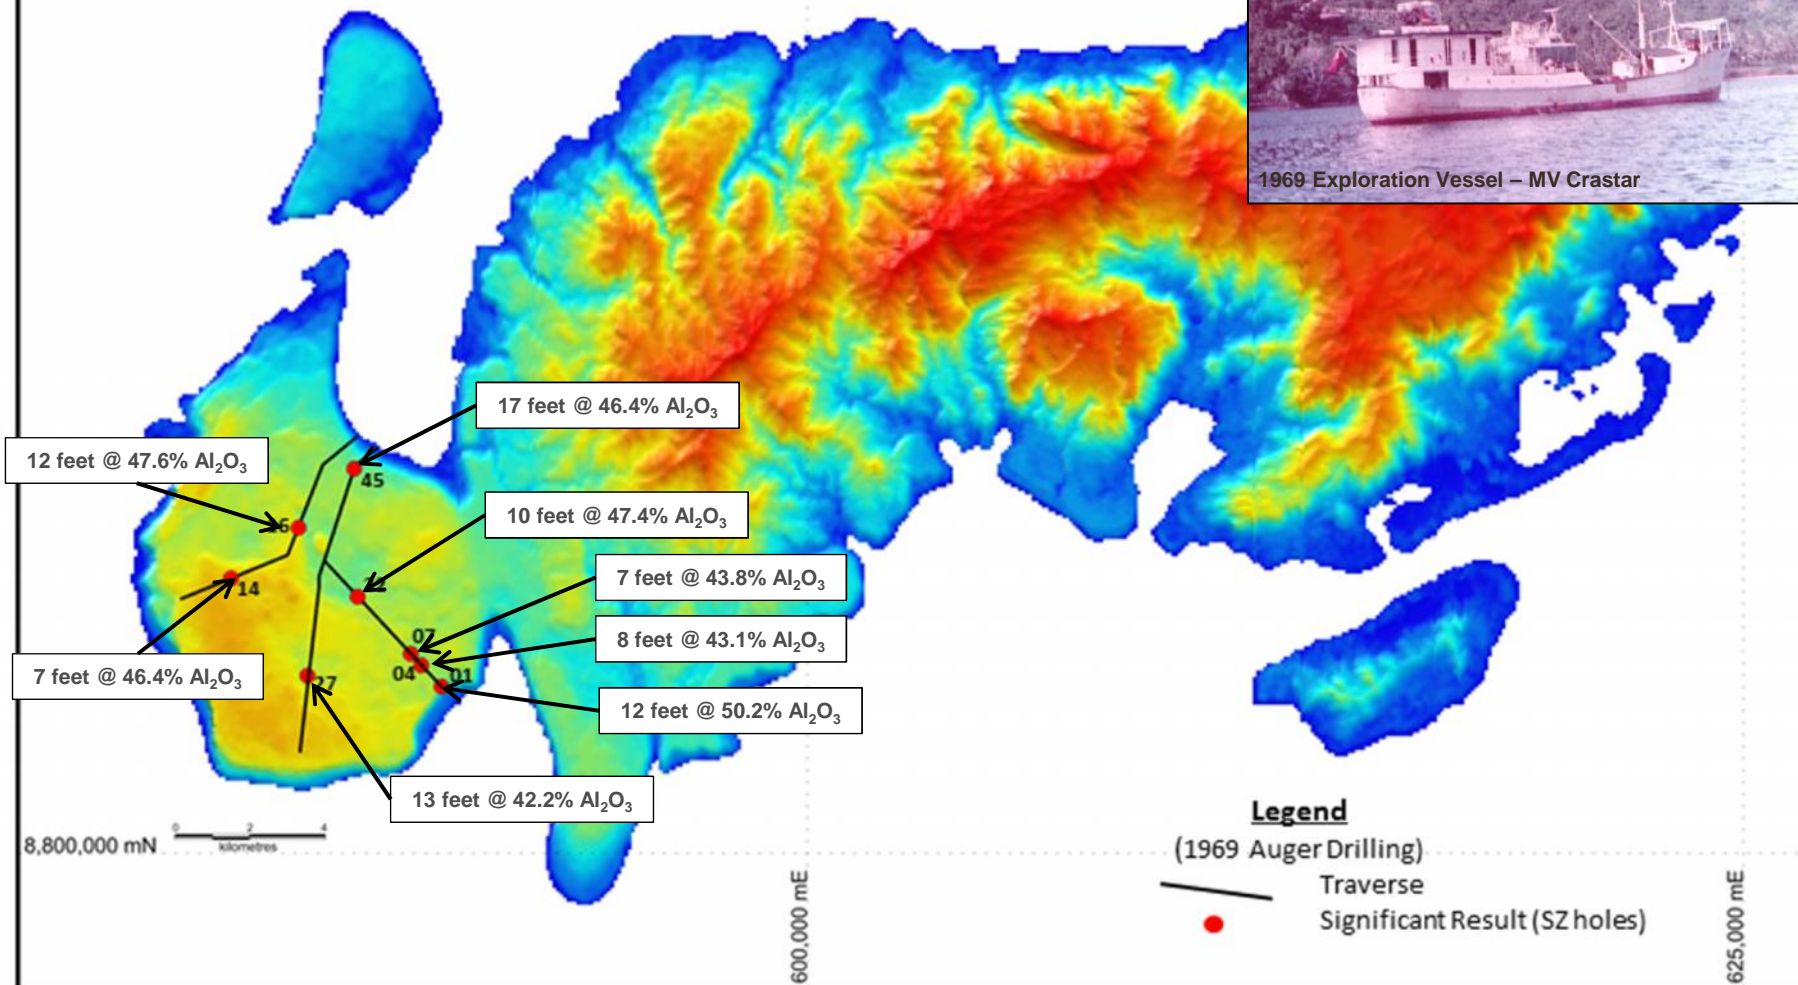 1969 Exploration Vessel – MV Crastar
17 feet @ 46.4% Al₂O₃
12 feet @ 47.6% Al₂O₃
45
10 feet @ 47.4% Al₂O₃
7 feet @ 43.8% Al₂O₃
14
07
8 feet @ 43.1% Al₂O₃
7 feet @ 46.4% Al₂O₃
04
01
27
12 feet @ 50.2% Al₂O₃
13 feet @ 42.2% Al₂O₃
0 2 4
kilometres
8,800,000 mN
600,000 mE
625,000 mE
Legend
(1969 Auger Drilling)
Traverse
Significant Result (SZ holes)